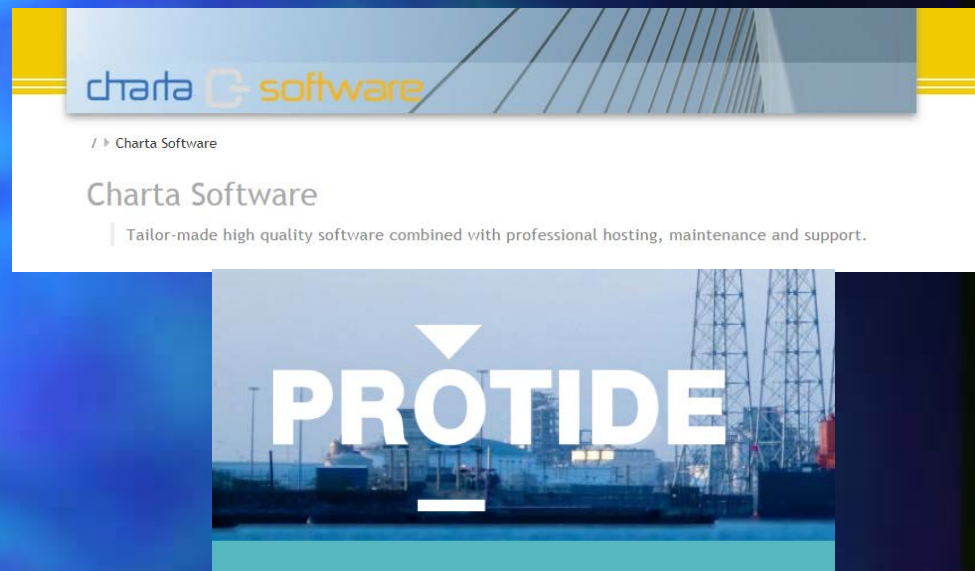 charta software
/ Charta Software
Charta Software
Tailor-made high quality software combined with professional hosting, maintenance and support.
PROTIDE